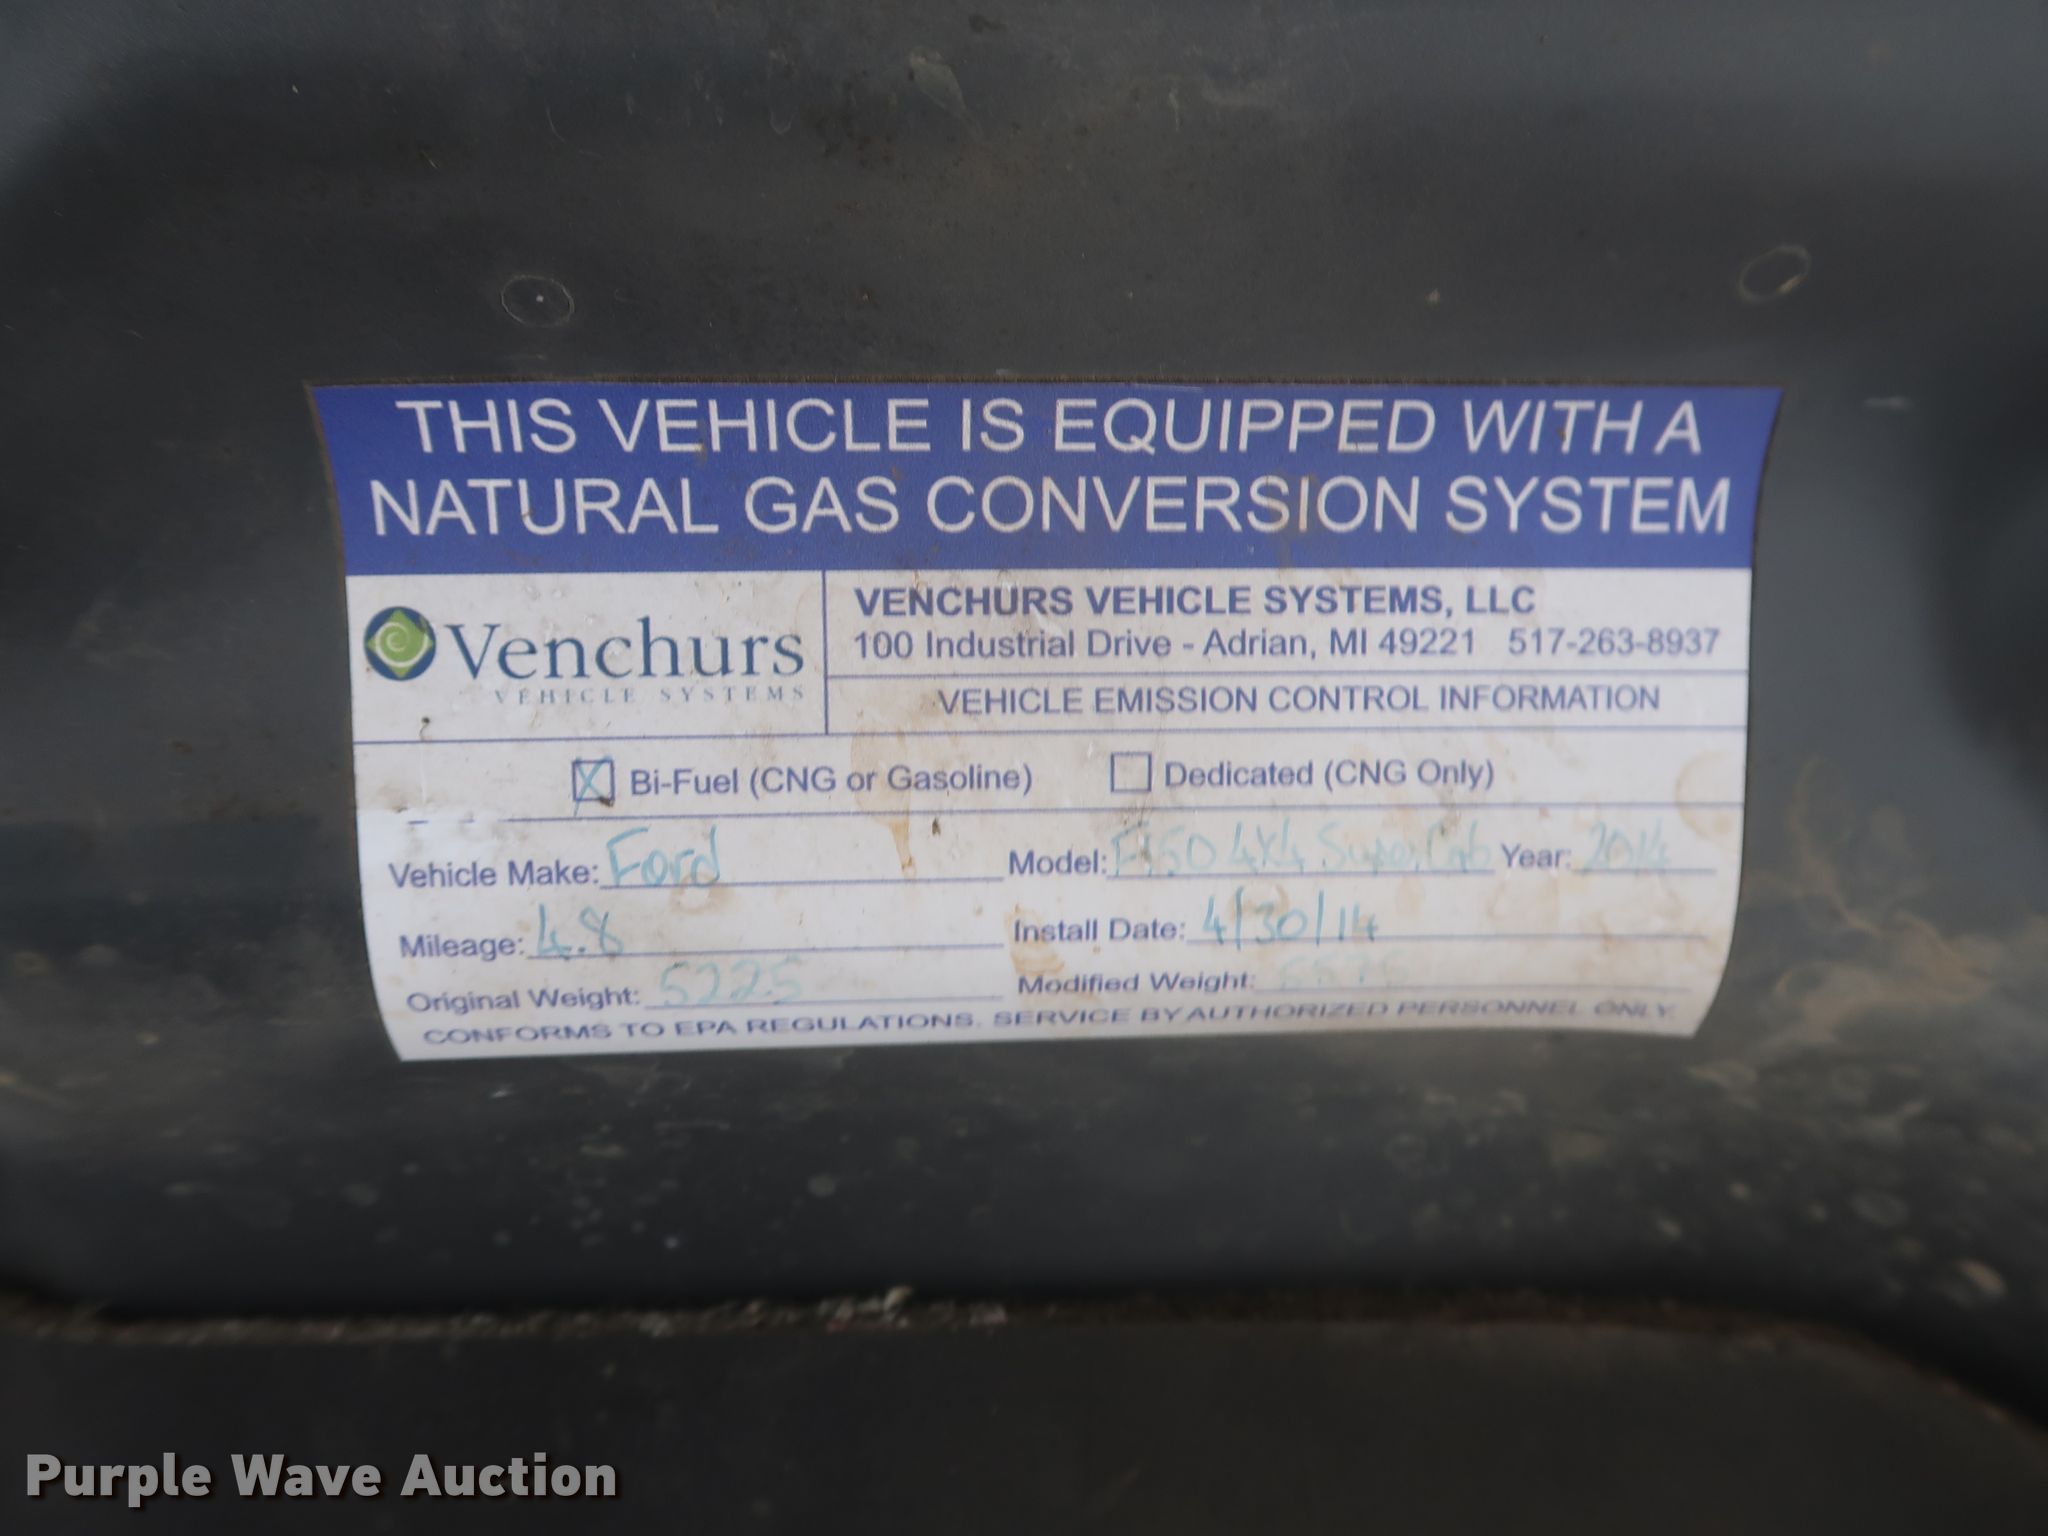 THIS VEHICLE IS EQUIPPED WITH A
NATURAL GAS CONVERSION SYSTEM
Venchurs
VEHICLE SYSTEMS
VENCHURS VEHICLE SYSTEMS, LLC
100 Industrial Drive - Adrian, MI 49221 517-263-8937
VEHICLE EMISSION CONTROL INFORMATION
Bi-Fuel (CNG or Gasoline) Dedicated (CNG Only)
Vehicle Make: Ford Model: F150 4x4 SuperCab Year: 2014
Mileage: 4.8 Install Date: 4/30/14
Original Weight: 5225 Modified Weight:
CONFORMS TO EPA REGULATIONS. SERVICE BY AUTHORIZED PERSONNEL ONLY
Purple Wave Auction